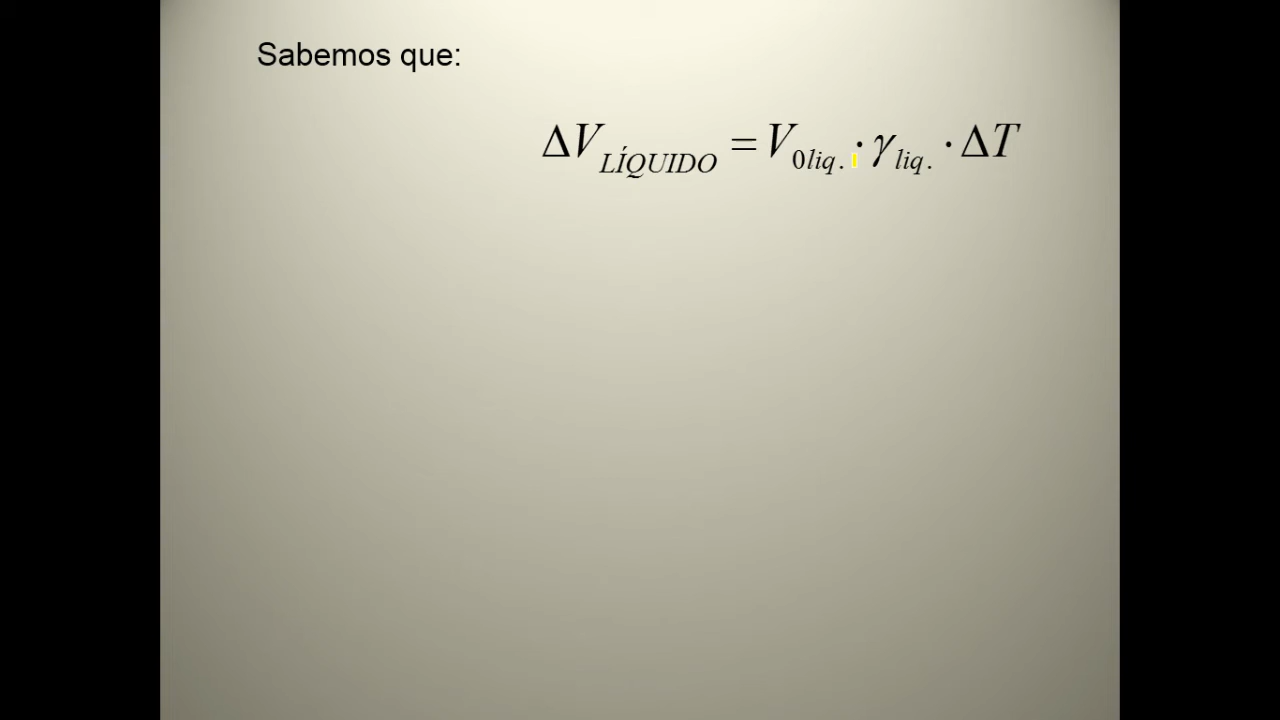 Sabemos que:
ΔV_LÍQUIDO = V_0liq. · γ_liq. · ΔT